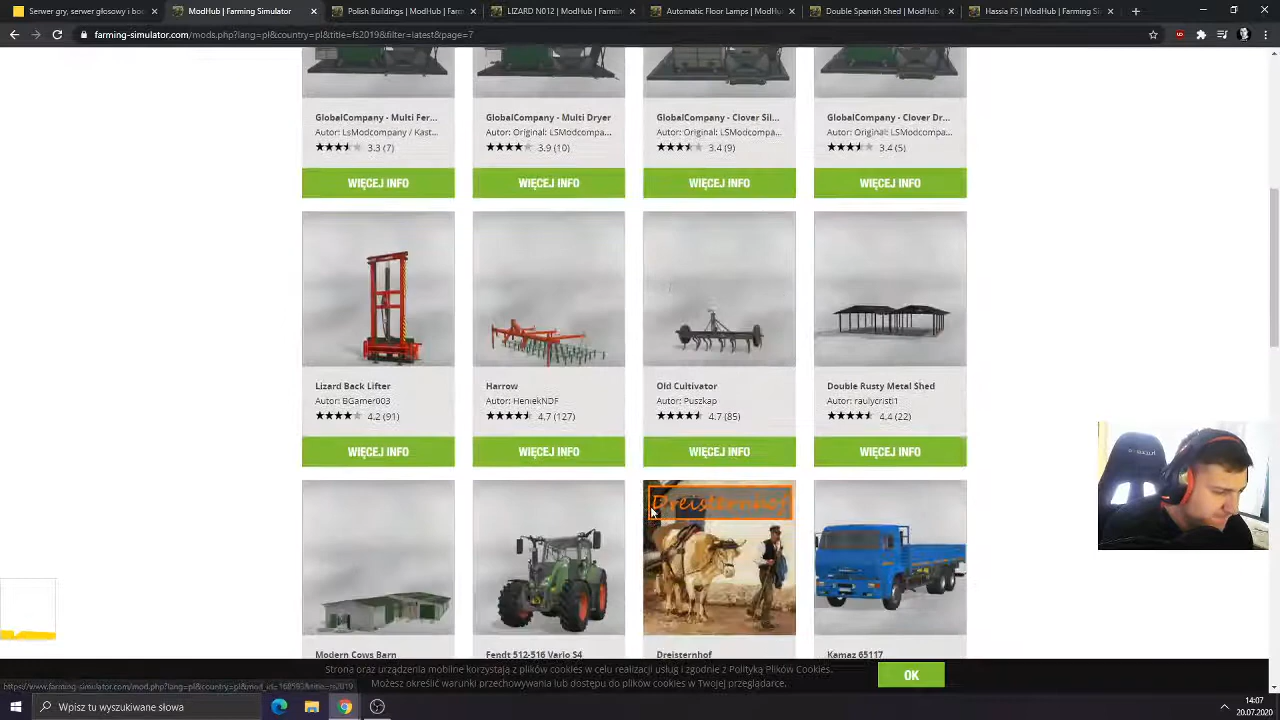 Serwer gry, serwer głosowy i bo
ModHub | Farming Simulator
Polish Buildings | ModHub | Farm
LIZARD N012 | ModHub | Farming
Automatic Floor Lamps | ModHub
Double Spanish Shed | ModHub |
Hassia FS | ModHub | Farming Si
farming-simulator.com/mods.php?lang=pl&country=pl&title=fs2019&filter=latest&page=7
GlobalCompany - Multi Fer...
GlobalCompany - Multi Dryer
GlobalCompany - Clover Sil...
GlobalCompany - Clover Dr...
Autor: LsModcompany / Kast...
Autor: Original: LSModcompa...
Autor: Original: LSModcompa...
Autor: Original: LSModcompa...
3.3 (7)
3.9 (10)
3.4 (9)
3.4 (5)
WIĘCEJ INFO
WIĘCEJ INFO
WIĘCEJ INFO
WIĘCEJ INFO
Lizard Back Lifter
Harrow
Old Cultivator
Double Rusty Metal Shed
Autor: BGamer003
Autor: HeniekNDF
Autor: Puszkap
Autor: raulycristi1
4.2 (91)
4.7 (127)
4.7 (85)
4.4 (22)
WIĘCEJ INFO
WIĘCEJ INFO
WIĘCEJ INFO
WIĘCEJ INFO
Dreisternhof
Modern Cows Barn
Fendt 512-516 Vario S4
Dreisternhof
Kamaz 65117
Strona oraz urządzenia mobilne korzystają z plików cookies w celu realizacji usług i zgodnie z Polityką Plików Cookies.
Możesz określić warunki przechowywania lub dostępu do plików cookies w Twojej przeglądarce.
OK
Wpisz tu wyszukiwane słowa
14:07
20.07.2020